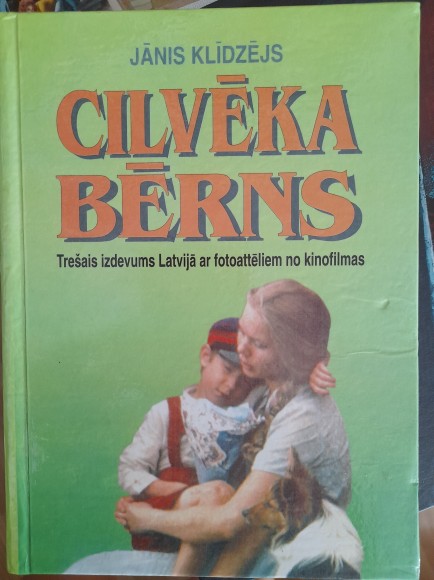 JĀNIS KLĪDZĒJS
CILVĒKA
BĒRNS
Trešais izdevums Latvijā ar fotoattēliem no kinofilmas